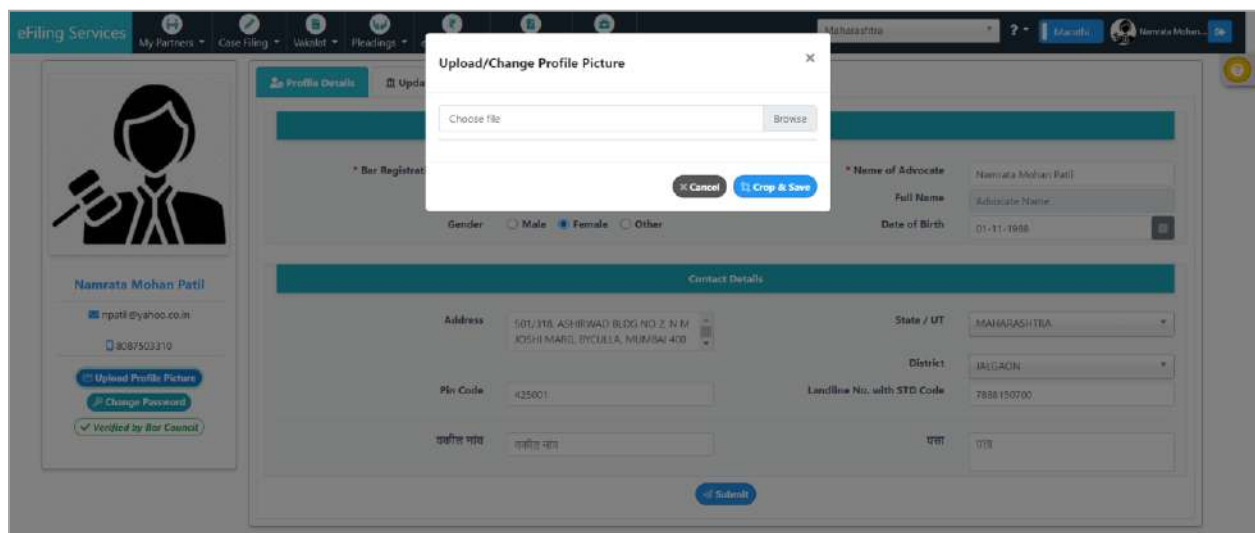 eFiling Services
My Partners
Case Filing
Vakalat
Pleadings
Maharashtra
?
Marathi
Namrata Mohan...
Upload/Change Profile Picture
×
Profile Details
Upda
Choose file
Browse
* Bar Registrat
× Cancel
Crop & Save
* Name of Advocate
Namrata Mohan Patil
Full Name
Advocate Name
Gender
Male
Female
Other
Date of Birth
01-11-1988
Contact Details
Namrata Mohan Patil
npatil@yahoo.co.in
8087503310
Upload Profile Picture
Change Password
Verified by Bar Council
Address
501/318, ASHIRWAD BLDG NO 2, N M
JOSHI MARG, BYCULLA, MUMBAI 400
State / UT
MAHARASHTRA
District
JALGAON
Pin Code
425001
Landline No. with STD Code
7888150700
वकील नांव
वकील नांव
पत्ता
पत्ता
Submit